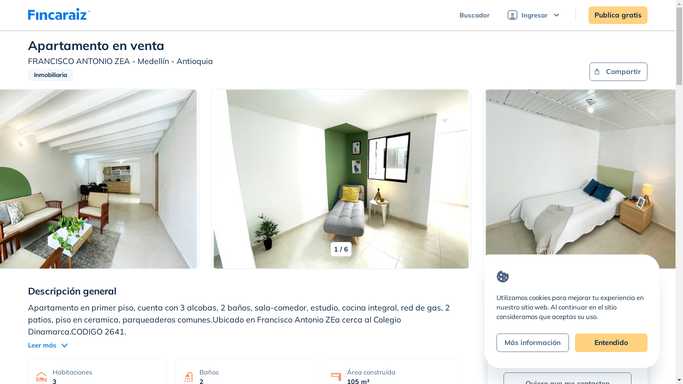 Fincaraiz
Buscador
Ingresar
Publica gratis
Apartamento en venta
FRANCISCO ANTONIO ZEA - Medellín - Antioquia
Inmobiliaria
Compartir
1 / 6
Descripción general
Apartamento en primer piso, cuenta con 3 alcobas, 2 baños, sala-comedor, estudio, cocina integral, red de gas, 2
patios, piso en ceramica, parqueaderos comunes.Ubicado en Francisco Antonio ZEa cerca al Colegio
Dinamarca.CODIGO 2641.
Leer más
Habitaciones
3
Baños
2
Área construida
105 m²
Utilizamos cookies para mejorar tu experiencia en
nuestro sitio web. Al continuar en el sitio
consideramos que aceptas su uso.
Más información
Entendido
Quiero que me contacten